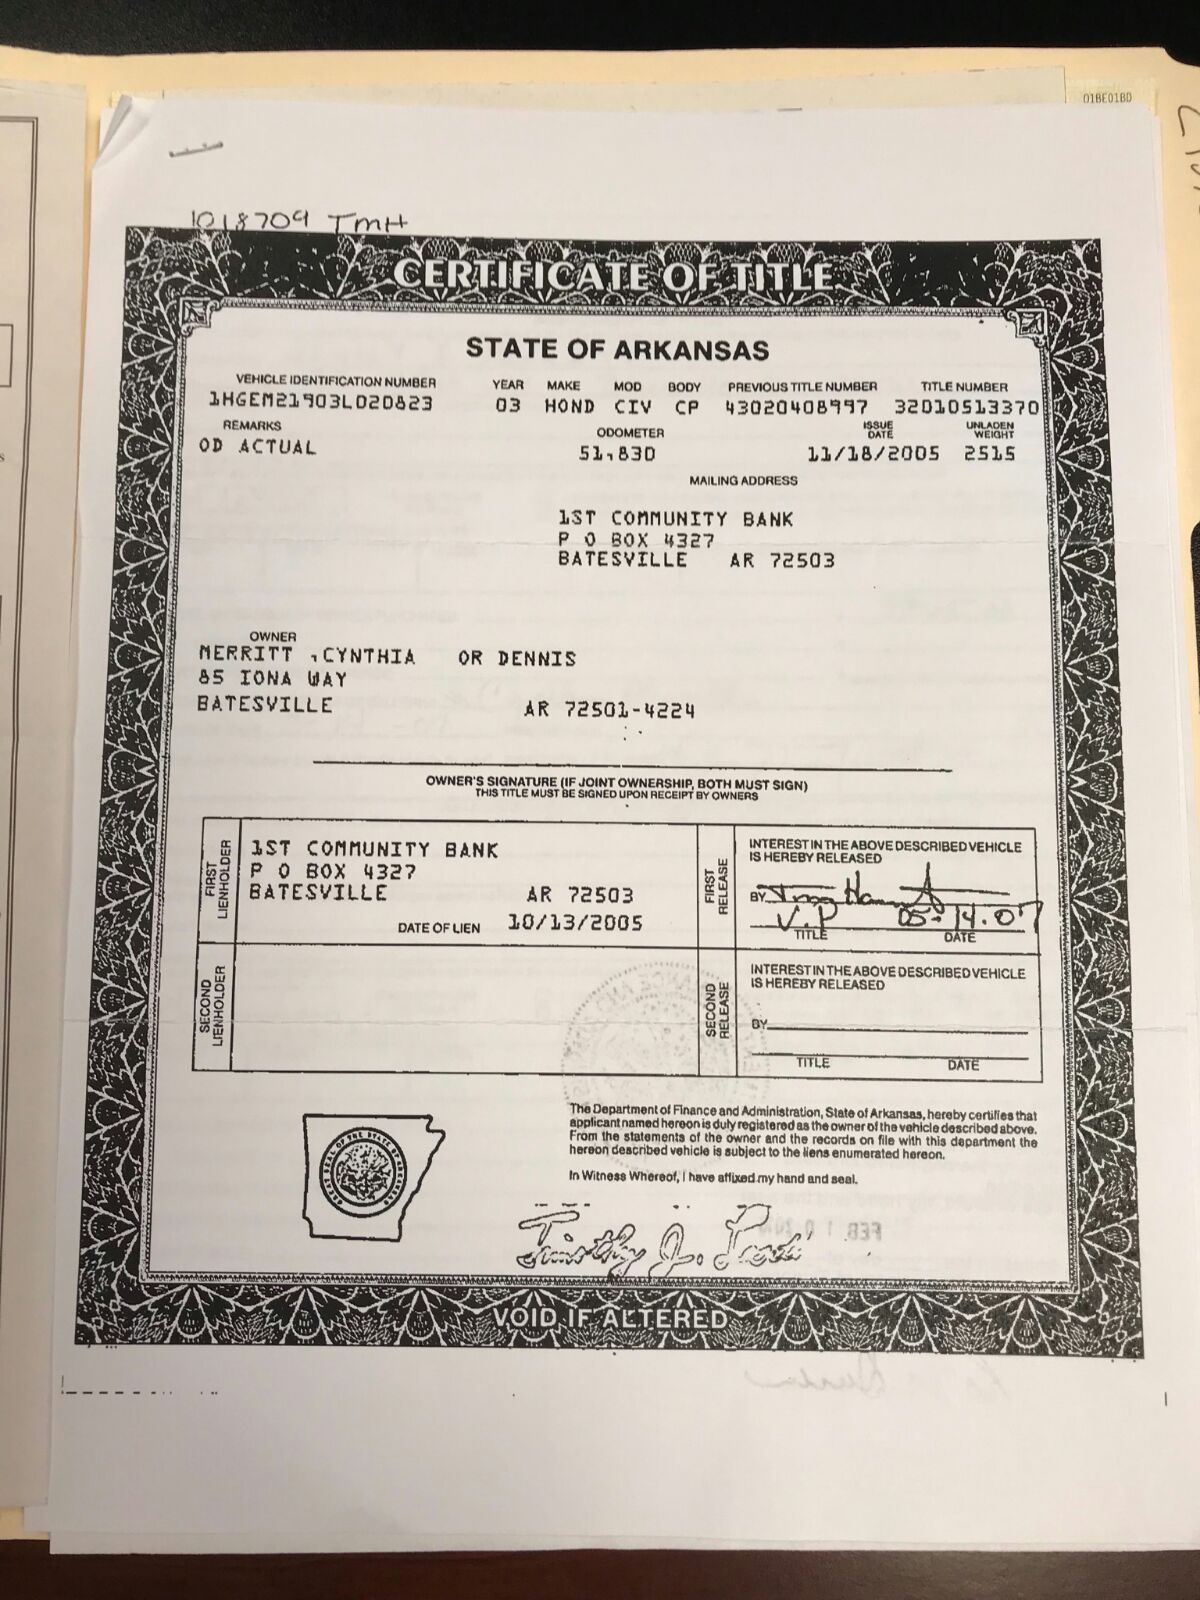 01BE01BD
1018709 TMH
CERTIFICATE OF TITLE
STATE OF ARKANSAS
VEHICLE IDENTIFICATION NUMBER YEAR MAKE MOD BODY PREVIOUS TITLE NUMBER TITLE NUMBER
1HGEM21903L020823 03 HOND CIV CP 43020408997 32010513370
REMARKS ODOMETER ISSUE DATE UNLADEN WEIGHT
OD ACTUAL 51,830 11/18/2005 2515
MAILING ADDRESS
1ST COMMUNITY BANK
P O BOX 4327
BATESVILLE AR 72503
OWNER
MERRITT ,CYNTHIA OR DENNIS
85 IONA WAY
BATESVILLE AR 72501-4224
OWNER'S SIGNATURE (IF JOINT OWNERSHIP, BOTH MUST SIGN)
THIS TITLE MUST BE SIGNED UPON RECEIPT BY OWNERS
FIRST LIENHOLDER
1ST COMMUNITY BANK
P O BOX 4327
BATESVILLE AR 72503
DATE OF LIEN 10/13/2005
FIRST RELEASE
INTEREST IN THE ABOVE DESCRIBED VEHICLE
IS HEREBY RELEASED
BY
V.P 05-14-07
TITLE DATE
SECOND LIENHOLDER
SECOND RELEASE
INTEREST IN THE ABOVE DESCRIBED VEHICLE
IS HEREBY RELEASED
BY
TITLE DATE
The Department of Finance and Administration, State of Arkansas, hereby certifies that
applicant named hereon is duly registered as the owner of the vehicle described above.
From the statements of the owner and the records on file with this department the
hereon described vehicle is subject to the liens enumerated hereon.
In Witness Whereof, I have affixed my hand and seal.
GREAT SEAL OF THE STATE OF ARKANSAS
Timothy J.
VOID IF ALTERED